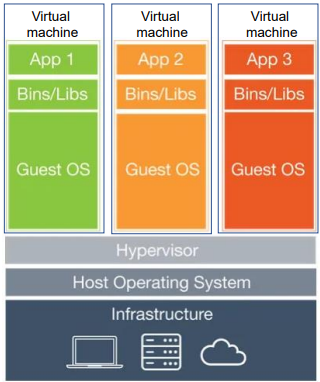 Virtual
machine
Virtual
machine
Virtual
machine
App 1
App 2
App 3
Bins/Libs
Bins/Libs
Bins/Libs
Guest OS
Guest OS
Guest OS
Hypervisor
Host Operating System
Infrastructure